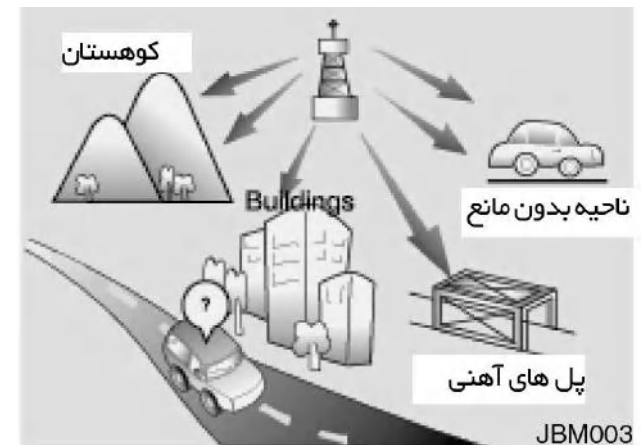 کوهستان
Buildings
ناحیه بدون مانع
?
پل های آهنی
JBM003